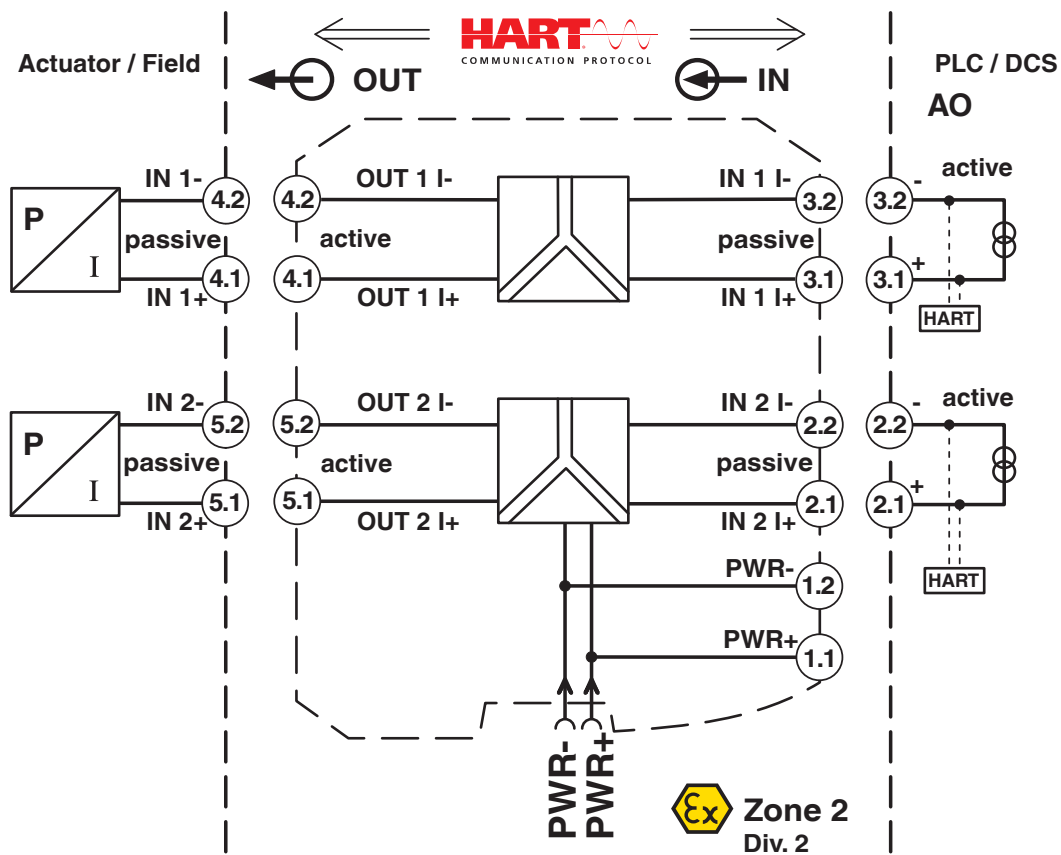 HART
COMMUNICATION PROTOCOL
Actuator / Field
OUT
IN
PLC / DCS
AO
IN 1-
4.2
4.2
OUT 1 I-
IN 1 I-
3.2
3.2
-
active
P
I
passive
active
passive
4.1
4.1
3.1
3.1
+
IN 1+
OUT 1 I+
IN 1 I+
HART
IN 2-
5.2
5.2
OUT 2 I-
IN 2 I-
2.2
2.2
-
active
P
I
passive
active
passive
5.1
5.1
2.1
2.1
+
IN 2+
OUT 2 I+
IN 2 I+
HART
PWR-
1.2
PWR+
1.1
PWR-
PWR+
Ex
Zone 2
Div. 2